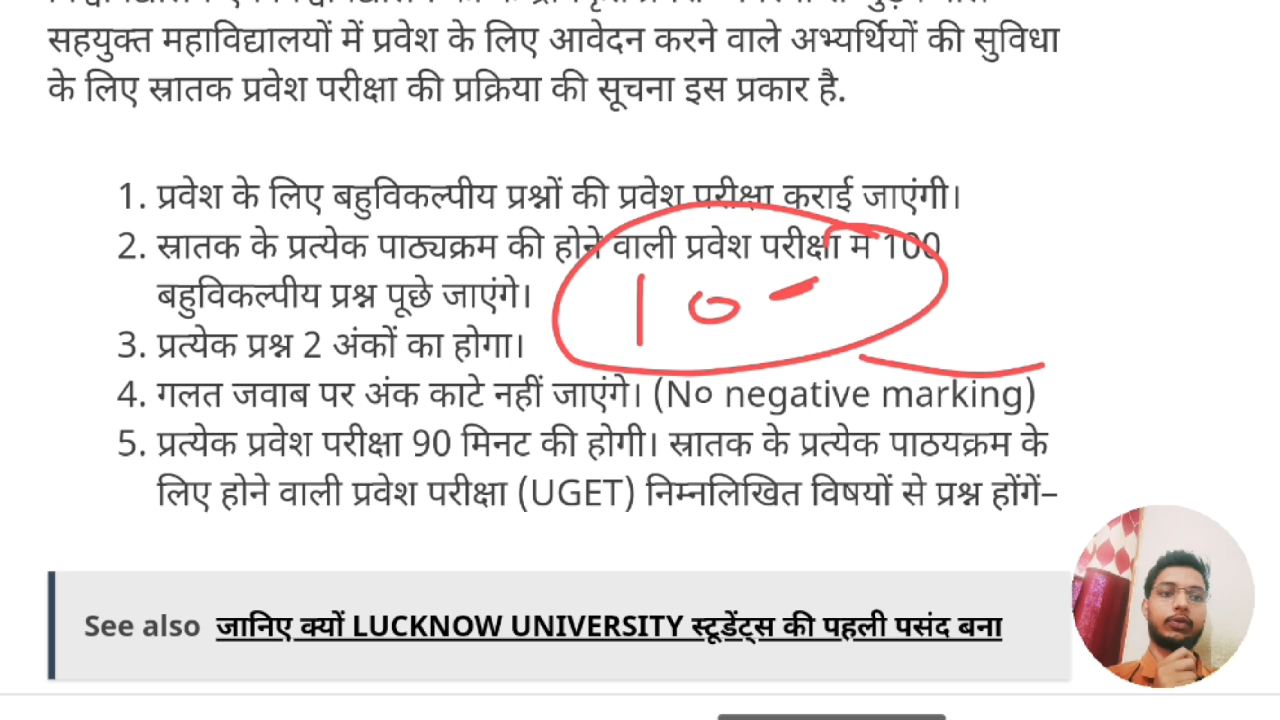 सहयुक्त महाविद्यालयों में प्रवेश के लिए आवेदन करने वाले अभ्यर्थियों की सुविधा
के लिए स्नातक प्रवेश परीक्षा की प्रक्रिया की सूचना इस प्रकार है.
1. प्रवेश के लिए बहुविकल्पीय प्रश्नों की प्रवेश परीक्षा कराई जाएंगी।
2. स्नातक के प्रत्येक पाठ्यक्रम की होने वाली प्रवेश परीक्षा में 100
बहुविकल्पीय प्रश्न पूछे जाएंगे।
10-
3. प्रत्येक प्रश्न 2 अंकों का होगा।
4. गलत जवाब पर अंक काटे नहीं जाएंगे। (No negative marking)
5. प्रत्येक प्रवेश परीक्षा 90 मिनट की होगी। स्नातक के प्रत्येक पाठयक्रम के
लिए होने वाली प्रवेश परीक्षा (UGET) निम्नलिखित विषयों से प्रश्न होंगें–
See also जानिए क्यों LUCKNOW UNIVERSITY स्टूडेंट्स की पहली पसंद बना